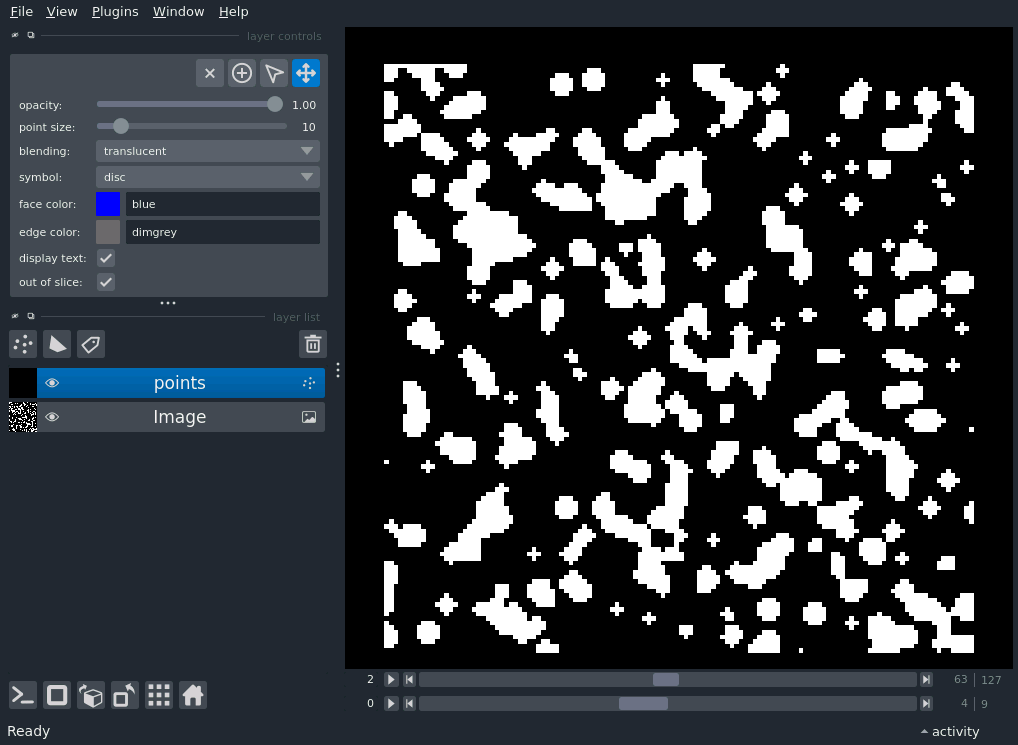 File View Plugins Window Help
layer controls
opacity: 1.00
point size: 10
blending: translucent
symbol: disc
face color: blue
edge color: dimgrey
display text:
out of slice:
layer list
points
Image
2 63 127
0 4 9
Ready activity